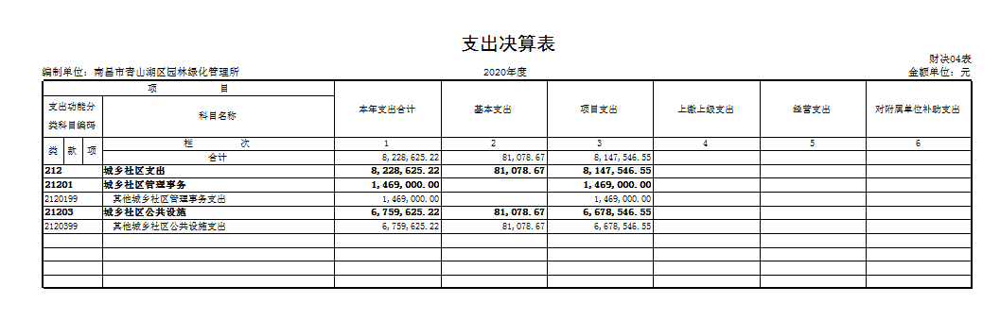 支出决算表
财决04表
编制单位：南昌市青山湖区园林绿化管理所 2020年度 金额单位：元
项 目 本年支出合计 基本支出 项目支出 上缴上级支出 经营支出 对附属单位补助支出
支出功能分类科目编码 科目名称
类 款 项 栏 次 1 2 3 4 5 6
合计 8,228,625.22 81,078.67 8,147,546.55
212 城乡社区支出 8,228,625.22 81,078.67 8,147,546.55
21201 城乡社区管理事务 1,469,000.00 1,469,000.00
2120199 其他城乡社区管理事务支出 1,469,000.00 1,469,000.00
21203 城乡社区公共设施 6,759,625.22 81,078.67 6,678,546.55
2120399 其他城乡社区公共设施支出 6,759,625.22 81,078.67 6,678,546.55